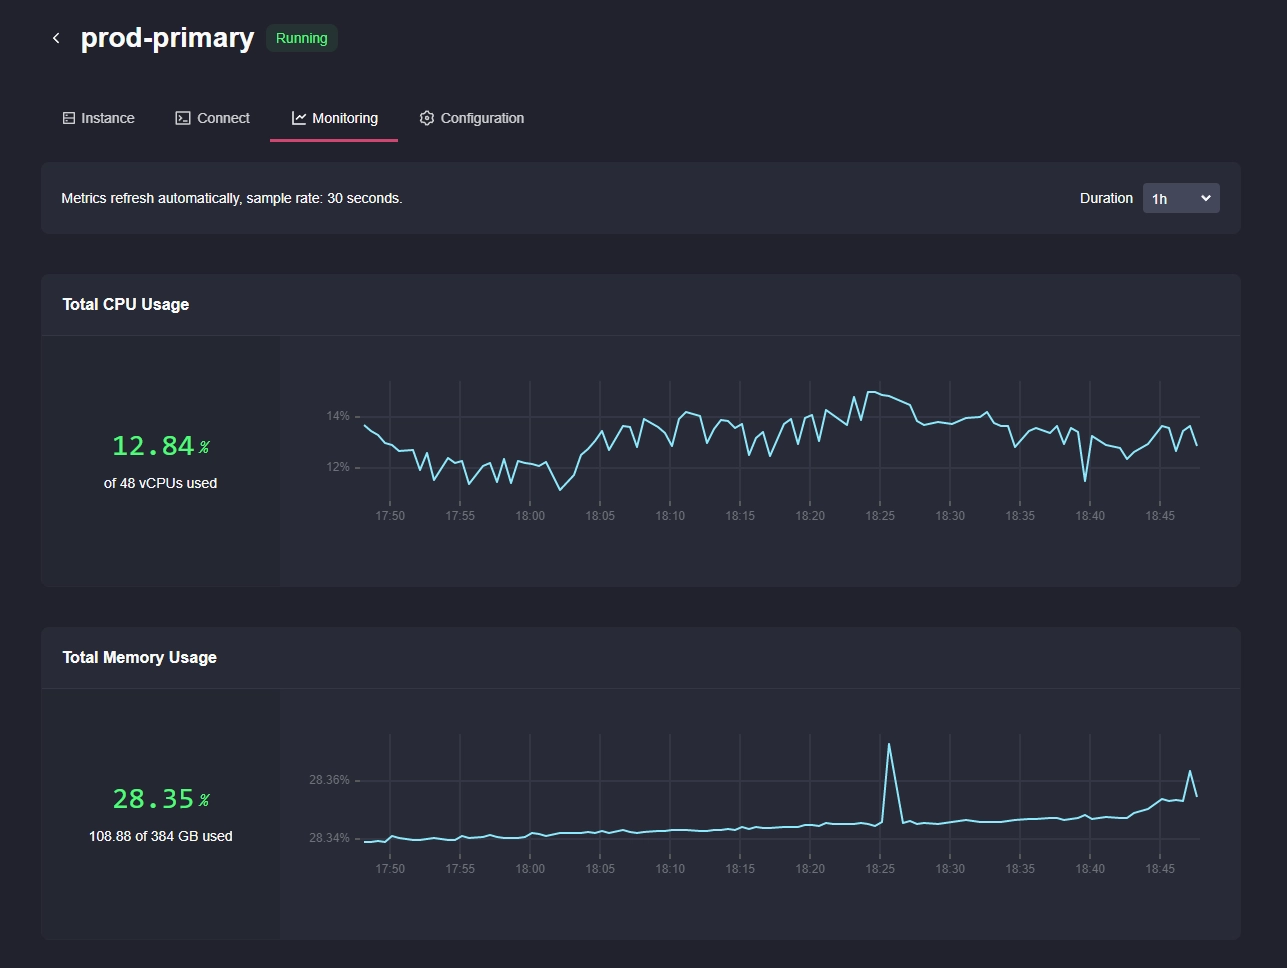 prod-primary Running
Instance Connect Monitoring Configuration
Metrics refresh automatically, sample rate: 30 seconds. Duration 1h
Total CPU Usage
14%
12.84%
12%
of 48 vCPUs used
17:50 17:55 18:00 18:05 18:10 18:15 18:20 18:25 18:30 18:35 18:40 18:45
Total Memory Usage
28.36%
28.35%
108.88 of 384 GB used
28.34%
17:50 17:55 18:00 18:05 18:10 18:15 18:20 18:25 18:30 18:35 18:40 18:45